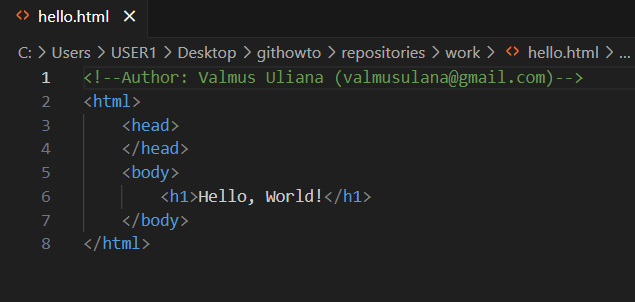 <> hello.html ×
C: > Users > USER1 > Desktop > githowto > repositories > work > <> hello.html > ...
1 <!--Author: Valmus Uliana (valmusulana@gmail.com)-->
2 <html>
3     <head>
4     </head>
5     <body>
6         <h1>Hello, World!</h1>
7     </body>
8 </html>